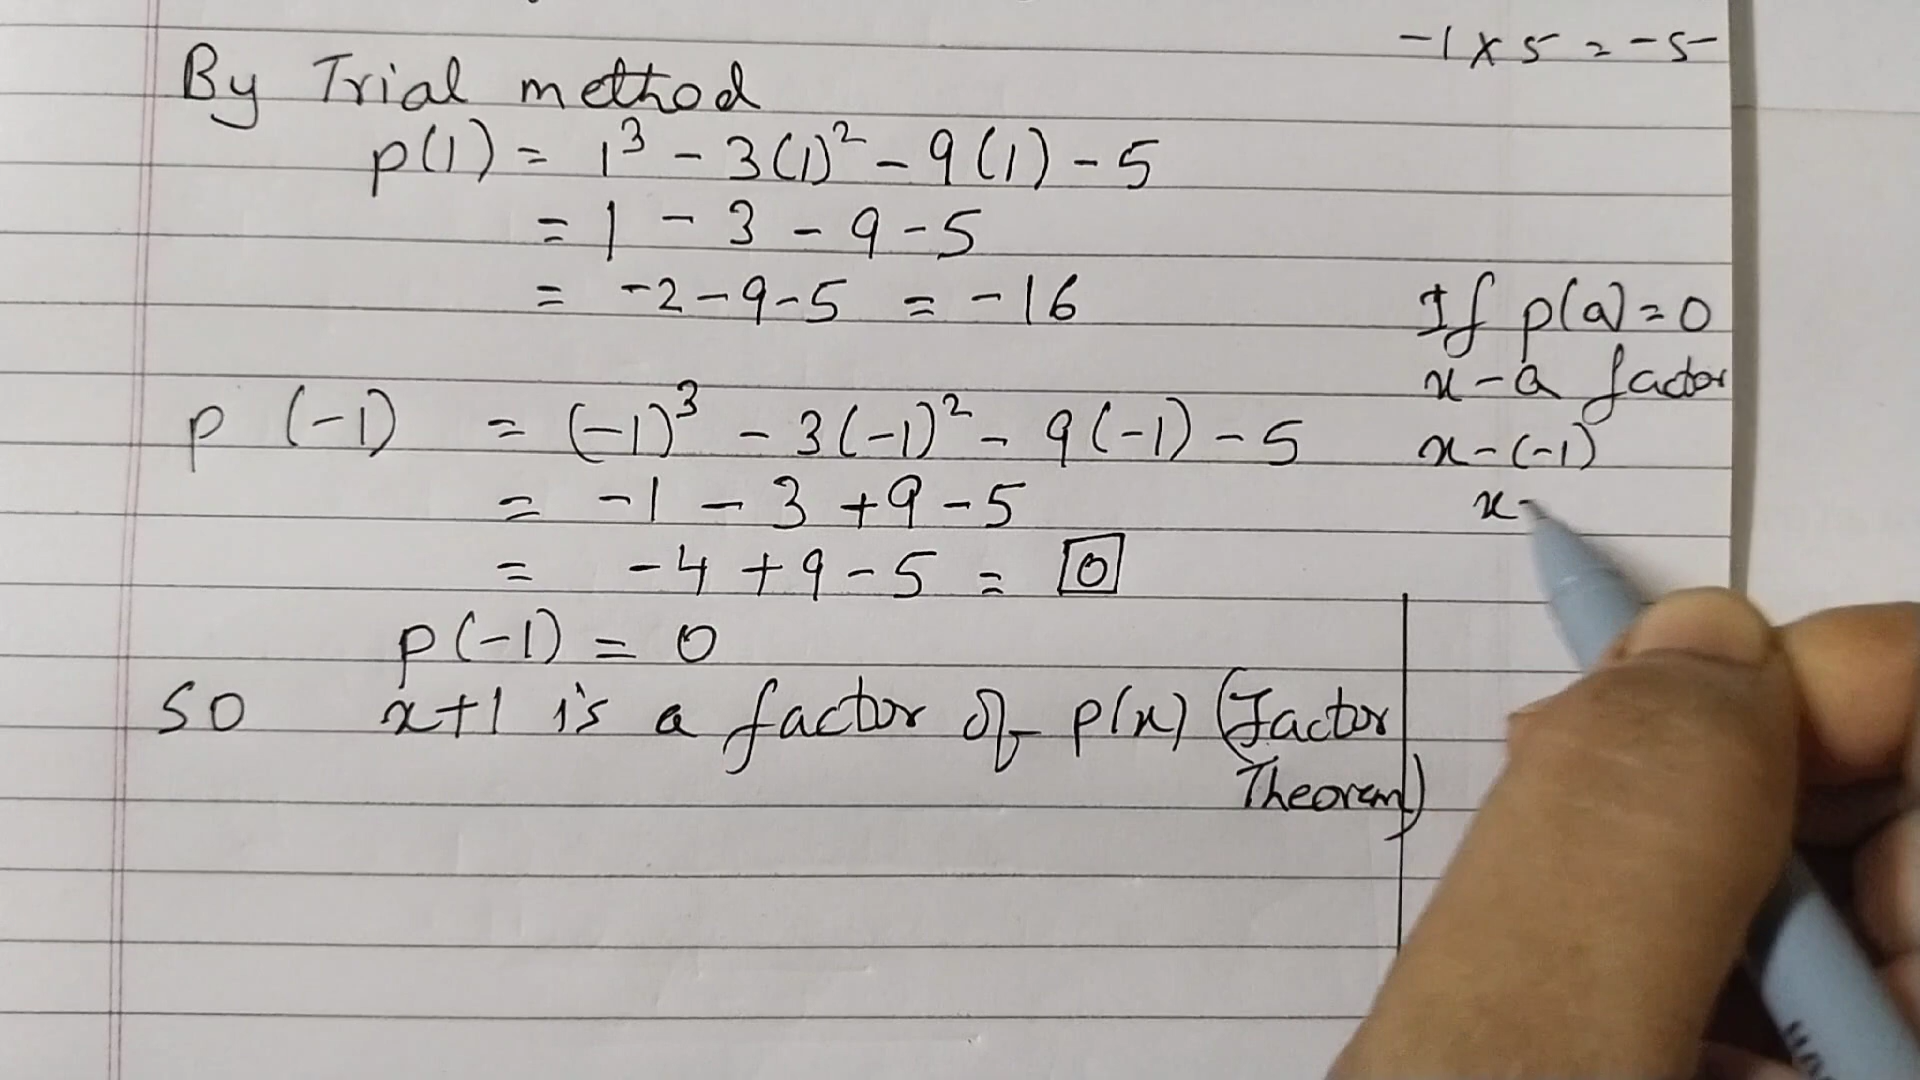 -1 x 5 = -5
By Trial method
p(1) = 1³ - 3(1)² - 9(1) - 5
= 1 - 3 - 9 - 5
= -2 - 9 - 5 = -16
If p(a) = 0
x - a factor
p (-1) = (-1)³ - 3(-1)² - 9(-1) - 5
x - (-1)
= -1 - 3 + 9 - 5
x
= -4 + 9 - 5 = 0
p(-1) = 0
SO x+1 is a factor of p(x) (Factor
Theorem)